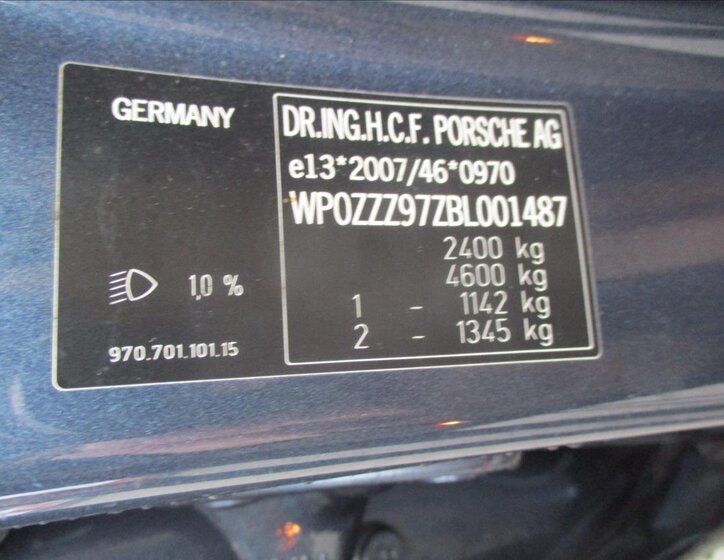 GERMANY
1,0 %
970.701.101.15
DR.ING.H.C.F. PORSCHE AG
e13*2007/46*0970
WP0ZZZ97ZBL001487
2400 kg
4600 kg
1 - 1142 kg
2 - 1345 kg